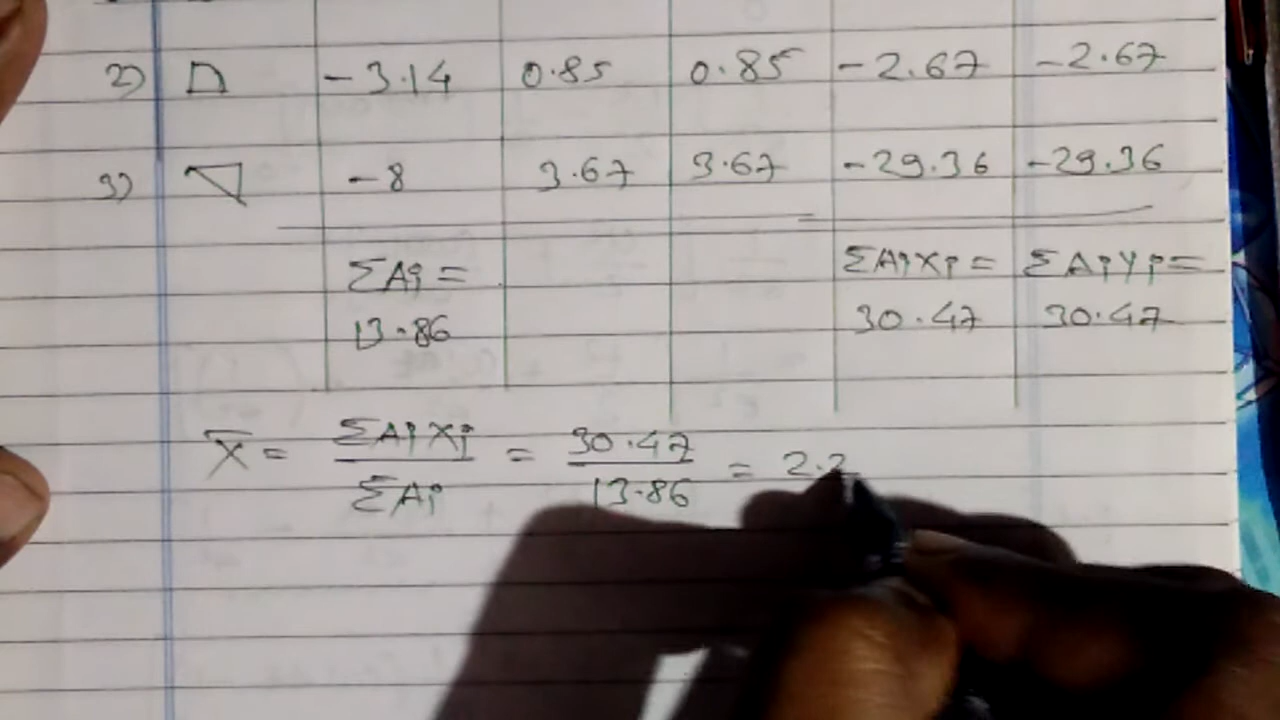 2) -3.14 0.85 0.85 -2.67 -2.67
3) -8 3.67 3.67 -29.36 -29.36
ΣAi = ΣAixi = ΣAiyi =
13.86 30.47 30.47
x̄ = ΣAixi / ΣAi = 30.47 / 13.86 = 2.2